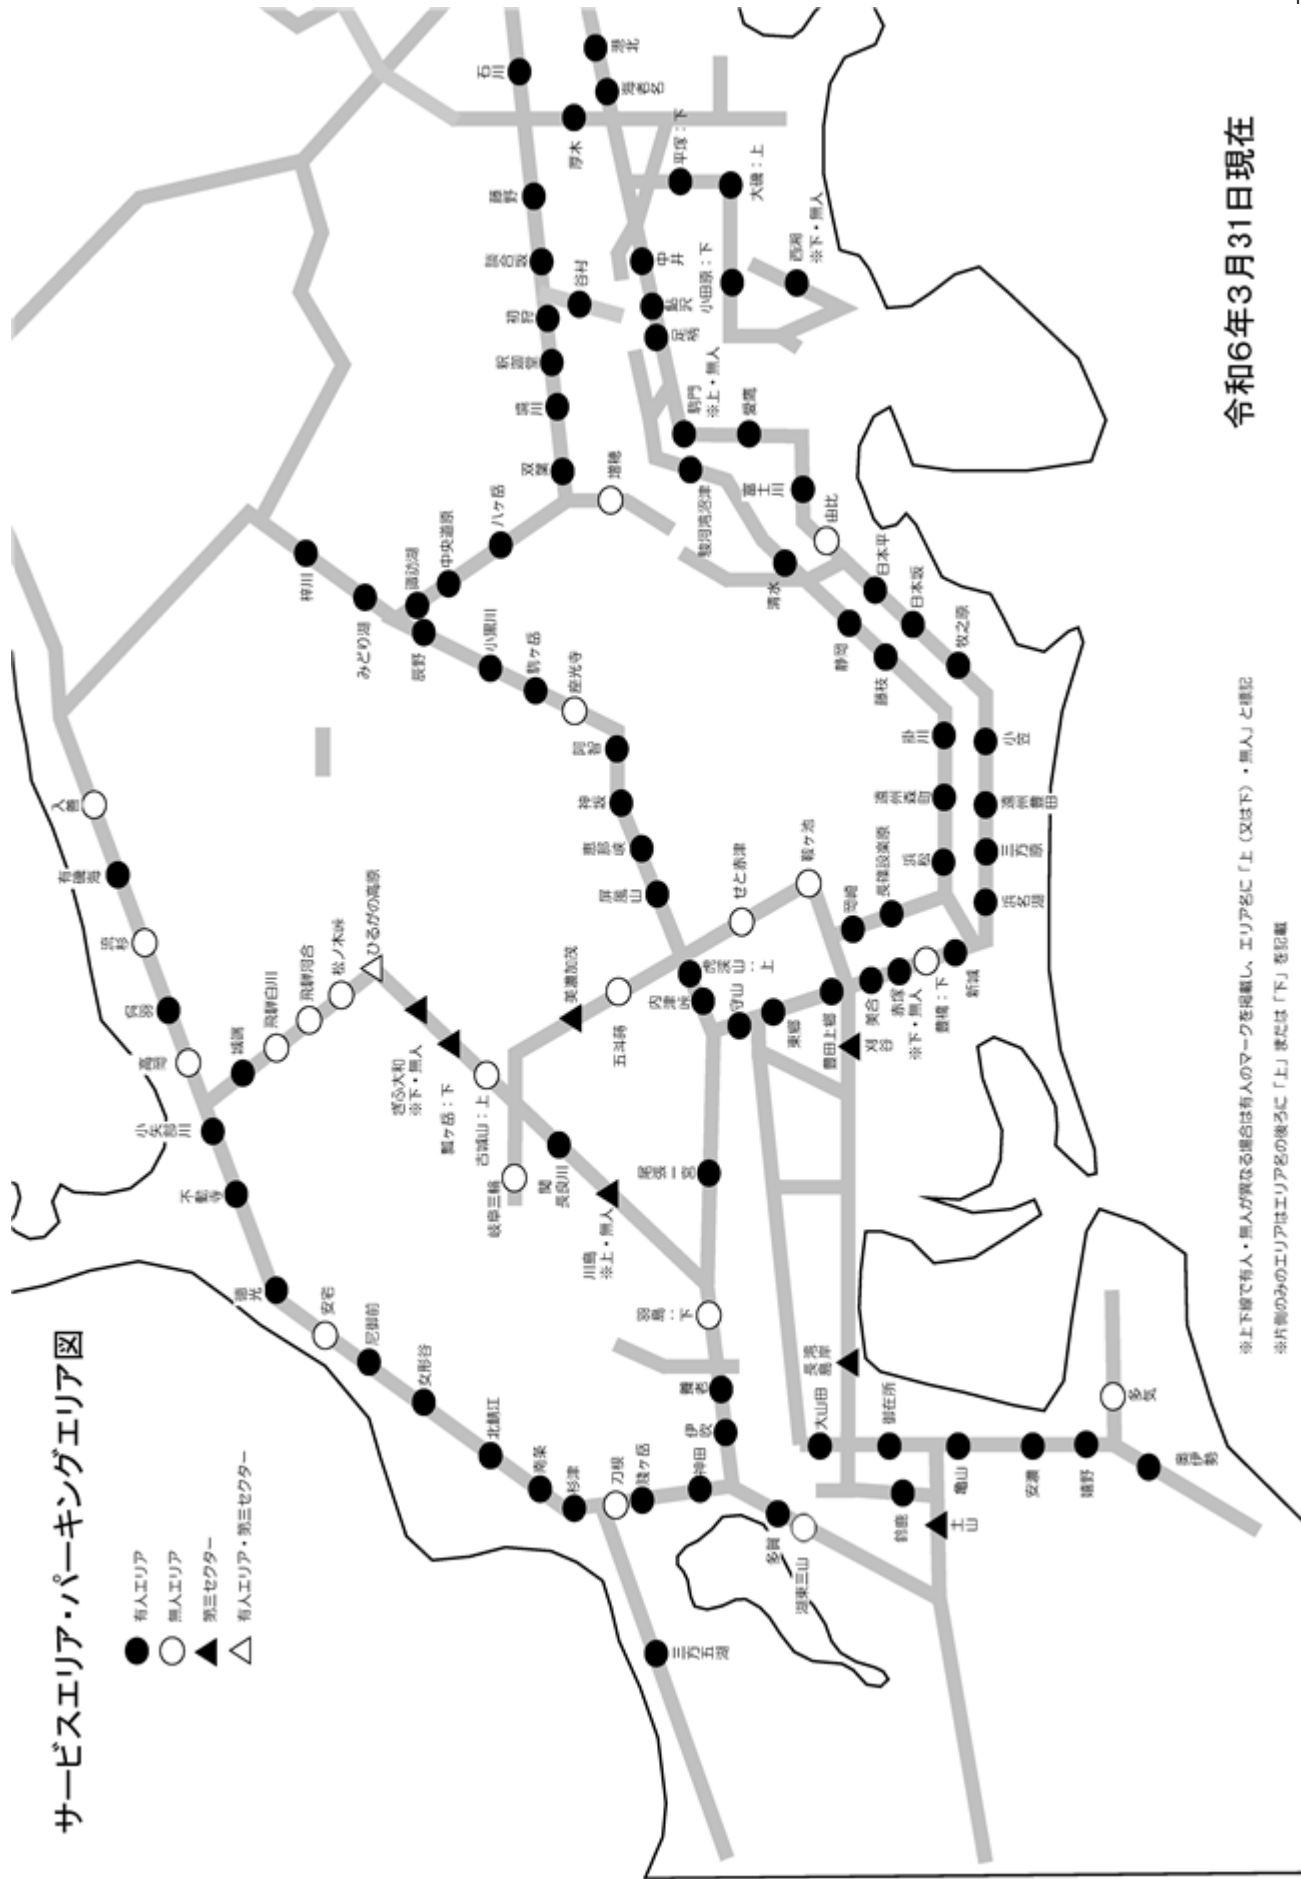 サービスエリア・パーキングエリア図
有人エリア
無人エリア
第三セクター
有人エリア・第三セクター
入善
有磯海
流杉
呉羽
高岡
小矢部川
不動寺
徳光
安宅
尼御前
女形谷
北鯖江
南条
杉津
刀根
賤ヶ岳
神田
多賀
湖東三山
三方五湖
城端
飛騨白川
飛騨河合
松ノ木峠
ひるがの高原
ぎふ大和
※下・無人
瓢ヶ岳:下
古城山:上
関
長良川
川島
※上・無人
岐阜三輪
美濃加茂
五斗蒔
せと赤津
鞍ヶ池
羽島:下
養老
伊吹
尾張一宮
守山
内津峠
虎渓山:上
屏風山
恵那峡
神坂
阿智
座光寺
駒ヶ岳
小黒川
辰野
みどり湖
梓川
諏訪湖
中央道原
八ヶ岳
双葉
境川
釈迦堂
初狩
談合坂
藤野
石川
谷村
増穂
厚木
港北
海老名
中井
鮎沢
足柄
平塚:下
大磯:上
小田原:下
西湘
※下・無人
駒門
※上・無人
愛鷹
富士川
由比
日本平
日本坂
牧之原
小笠
遠州豊田
三方原
浜名湖
駿河湾沼津
清水
静岡
藤枝
掛川
遠州森町
浜松
長篠設楽原
岡崎
新城
豊橋:下
赤塚
※下・無人
美合
豊田上郷
東郷
刈谷
湾岸
長島
大山田
御在所
鈴鹿
土山
亀山
安濃
嬉野
多気
奥伊勢
令和6年3月31日現在
※上下線で有人・無人が異なる場合は有人のマークを掲載し、エリア名に「上(又は下)・無人」と標記
※片側のみのエリアはエリア名の後ろに「上」または「下」を記載